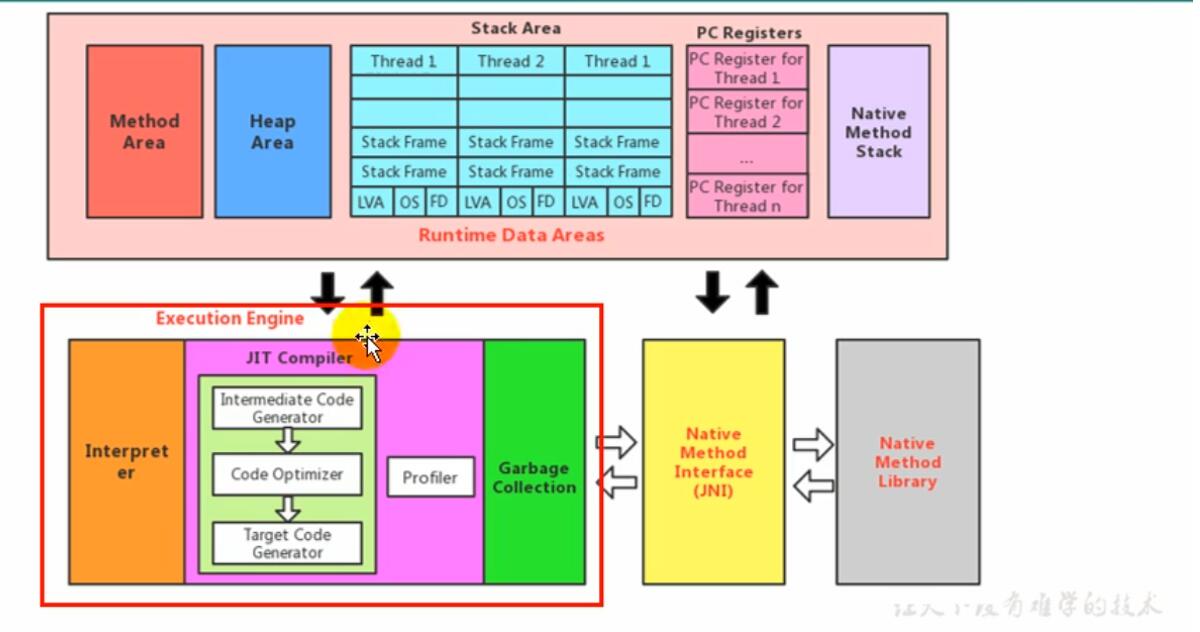 Stack Area
PC Registers
Method
Area
Heap
Area
Thread 1
Thread 2
Thread 1
Stack Frame
Stack Frame
Stack Frame
Stack Frame
Stack Frame
Stack Frame
LVA
OS
FD
LVA
OS
FD
LVA
OS
FD
PC Register for
Thread 1
PC Register for
Thread 2
...
PC Register for
Thread n
Native
Method
Stack
Runtime Data Areas
Execution Engine
Interpret
er
JIT Compiler
Intermediate Code
Generator
Code Optimizer
Target Code
Generator
Profiler
Garbage
Collection
Native
Method
Interface
(JNI)
Native
Method
Library
有难学的技术